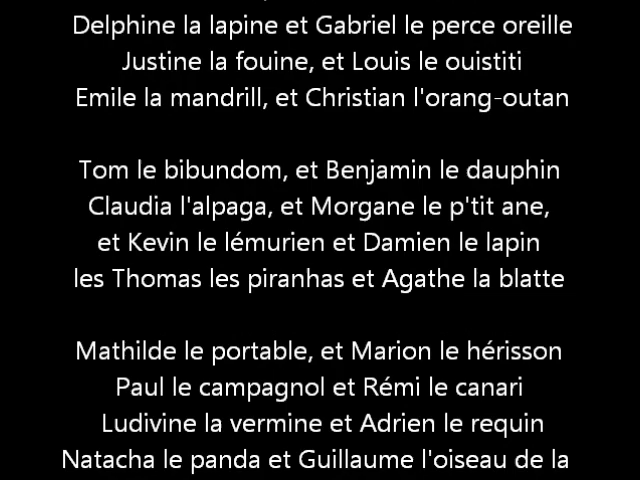 Delphine la lapine et Gabriel le perce oreille
Justine la fouine, et Louis le ouistiti
Emile la mandrill, et Christian l'orang-outan
Tom le bibundom, et Benjamin le dauphin
Claudia l'alpaga, et Morgane le p'tit ane,
et Kevin le lémurien et Damien le lapin
les Thomas les piranhas et Agathe la blatte
Mathilde le portable, et Marion le hérisson
Paul le campagnol et Rémi le canari
Ludivine la vermine et Adrien le requin
Natacha le panda et Guillaume l'oiseau de la